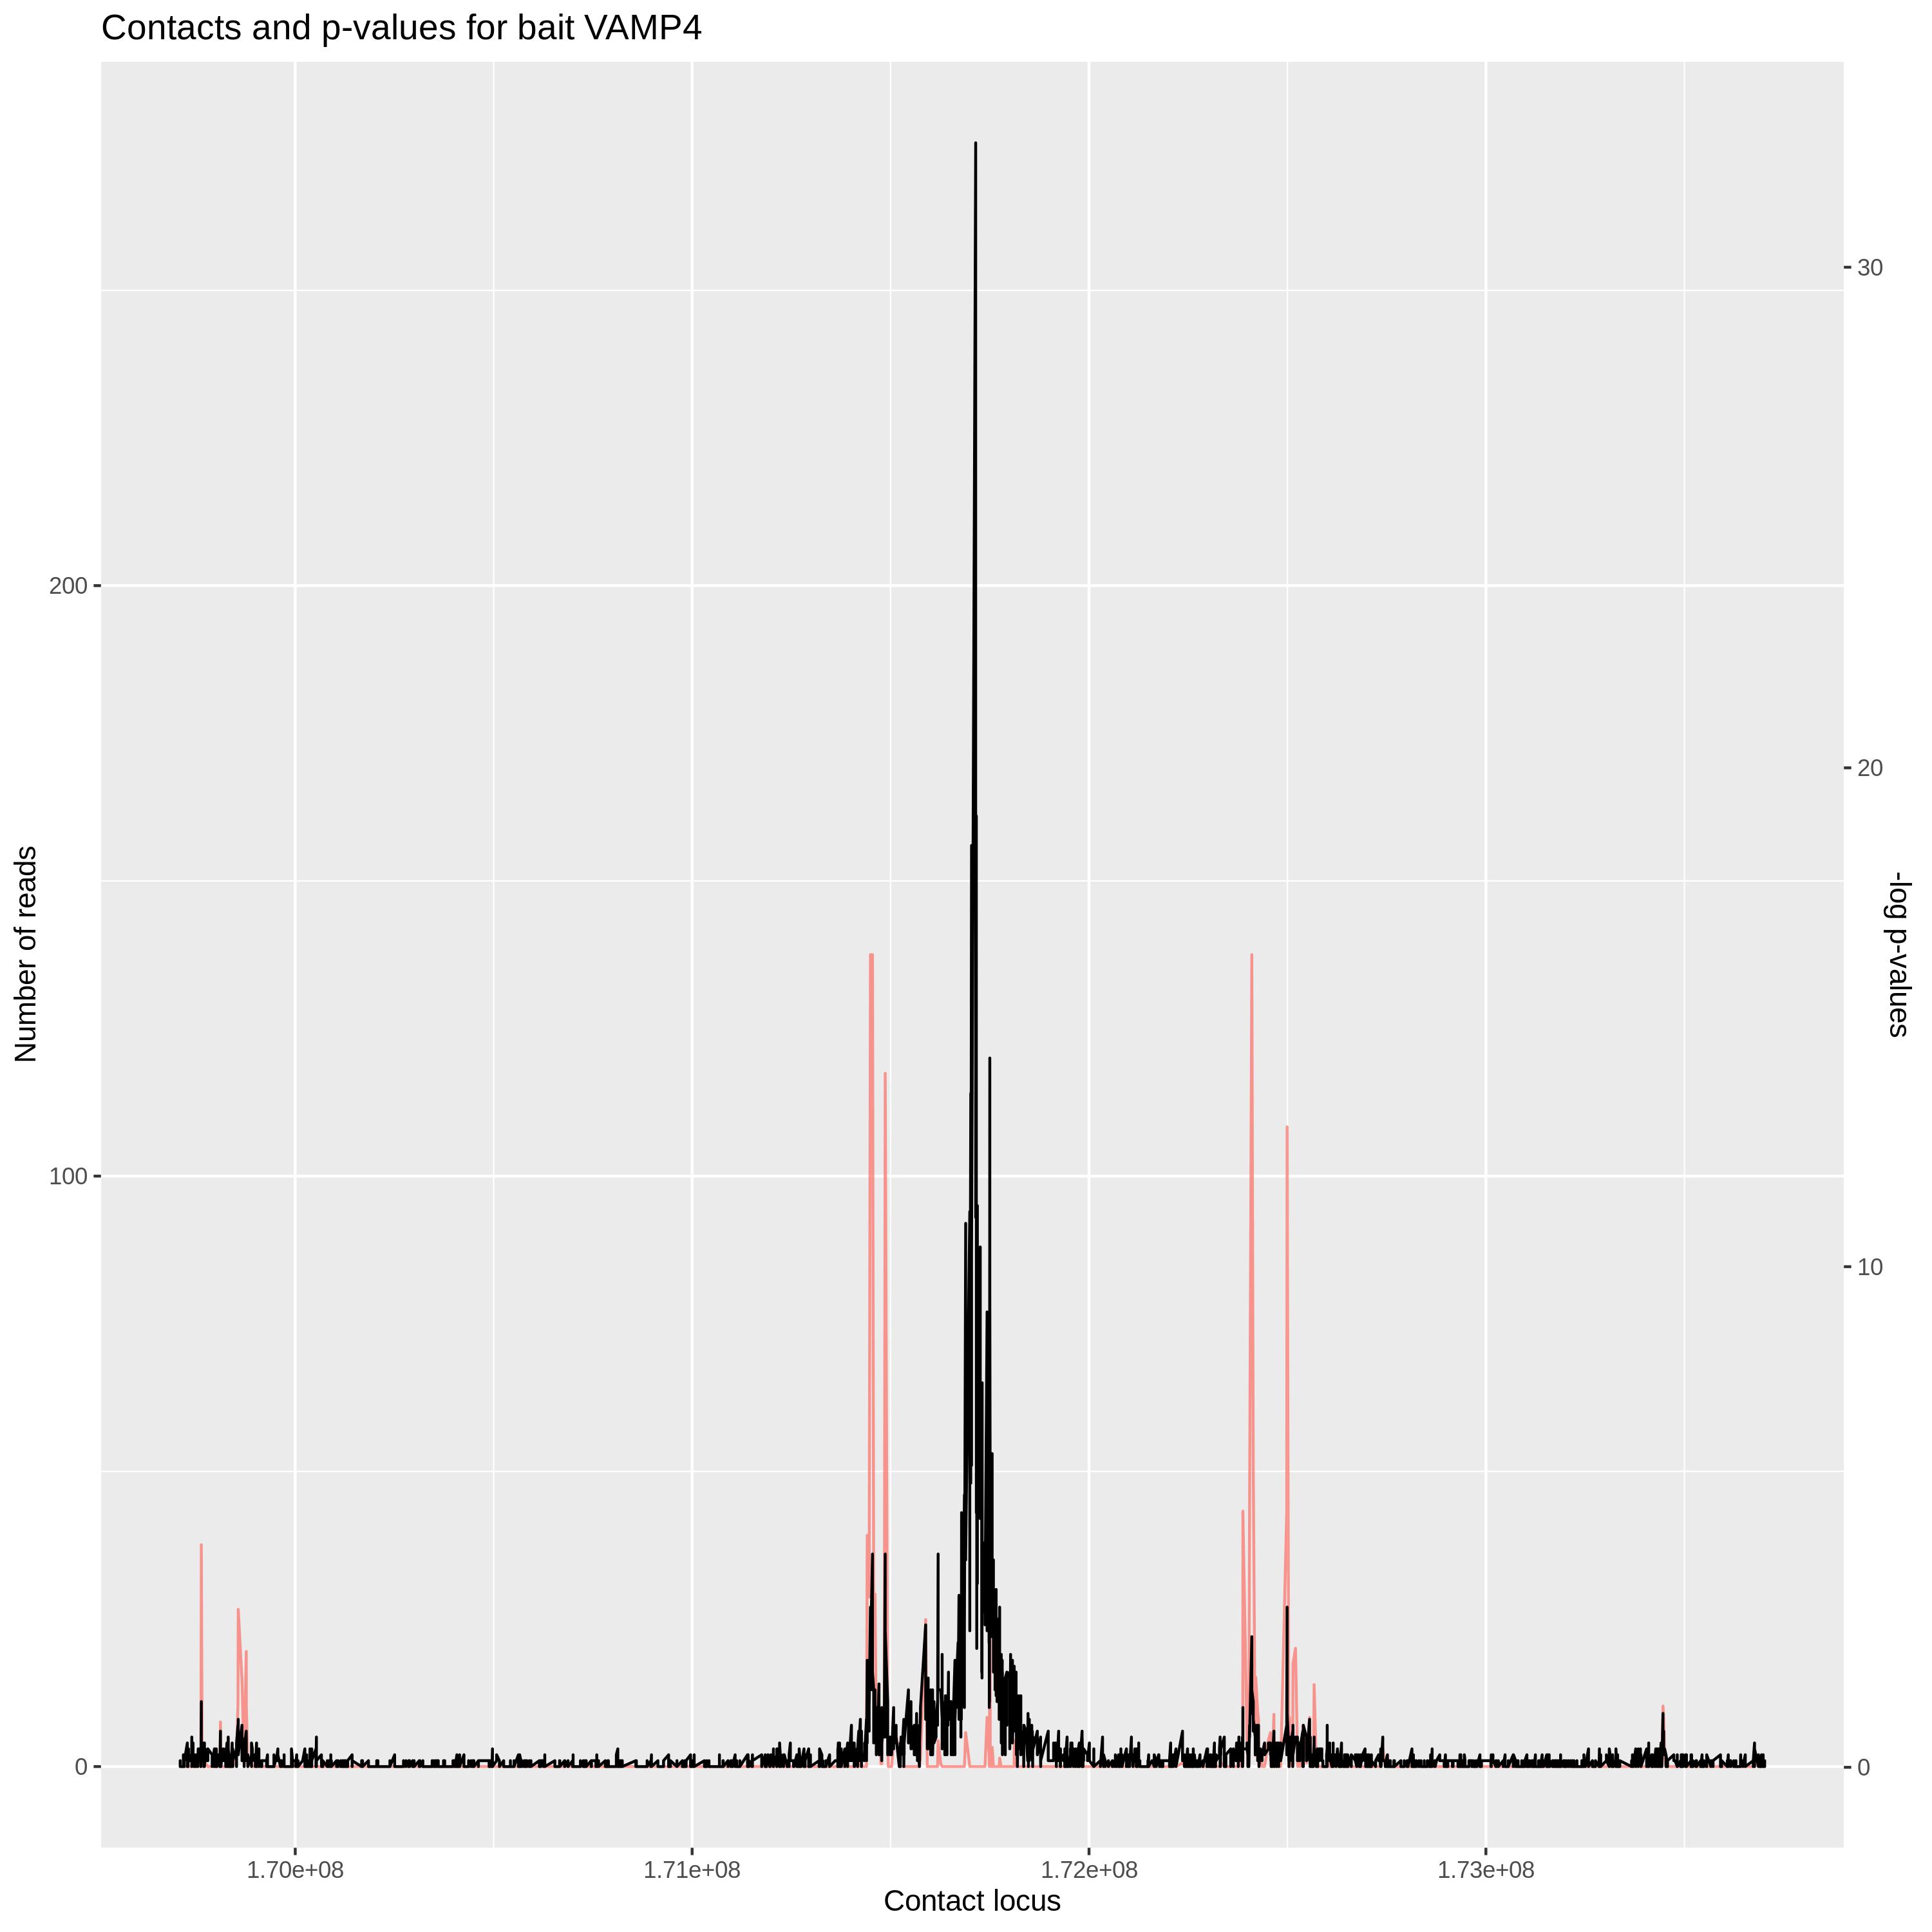 Contacts and p-values for bait VAMP4
Number of reads
200
100
0
30
20
10
0
-log p-values
1.70e+08
1.71e+08
1.72e+08
1.73e+08
Contact locus